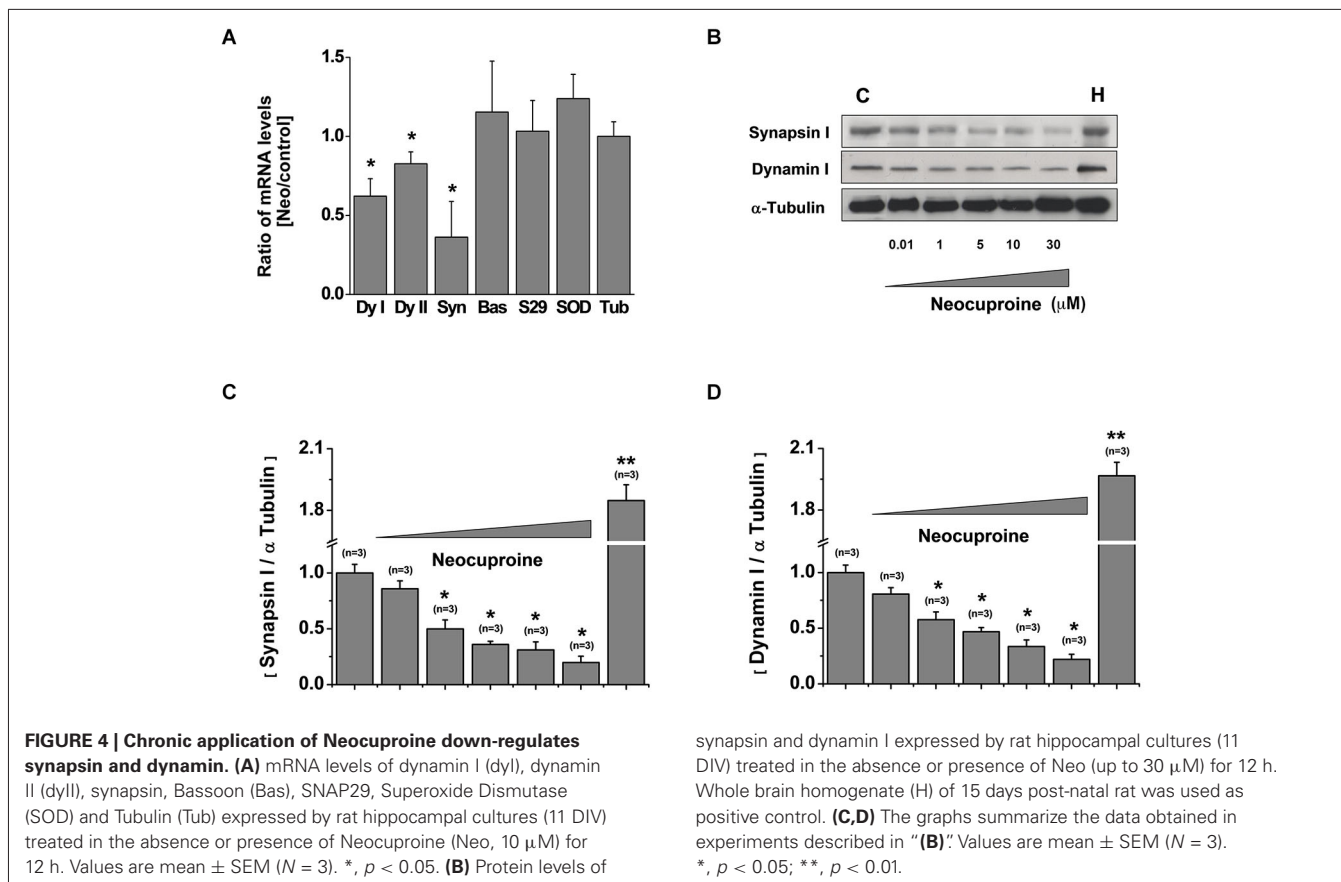 A
1.5
1.0
0.5
0.0
Ratio of mRNA levels
[Neo/control]
*
*
*
Dy I Dy II Syn Bas S29 SOD Tub
B
C H
Synapsin I
Dynamin I
α-Tubulin
0.01 1 5 10 30
Neocuproine (μM)
C
2.1
1.8
1.0
0.5
0.0
[ Synapsin I / α Tubulin ]
Neocuproine
(n=3)
(n=3)
*
(n=3)
*
(n=3)
*
(n=3)
*
(n=3)
**
(n=3)
D
2.1
1.8
1.0
0.5
0.0
[ Dynamin I / α Tubulin ]
Neocuproine
(n=3)
(n=3)
*
(n=3)
*
(n=3)
*
(n=3)
*
(n=3)
**
(n=3)
FIGURE 4 | Chronic application of Neocuproine down-regulates
synapsin and dynamin. (A) mRNA levels of dynamin I (dyI), dynamin
II (dyII), synapsin, Bassoon (Bas), SNAP29, Superoxide Dismutase
(SOD) and Tubulin (Tub) expressed by rat hippocampal cultures (11 DIV)
treated in the absence or presence of Neocuproine (Neo, 10 μM) for
12 h. Values are mean ± SEM (N = 3). *, p < 0.05. (B) Protein levels of
synapsin and dynamin I expressed by rat hippocampal cultures (11
DIV) treated in the absence or presence of Neo (up to 30 μM) for 12 h.
Whole brain homogenate (H) of 15 days post-natal rat was used as
positive control. (C,D) The graphs summarize the data obtained in
experiments described in "(B)". Values are mean ± SEM (N = 3).
*, p < 0.05; **, p < 0.01.